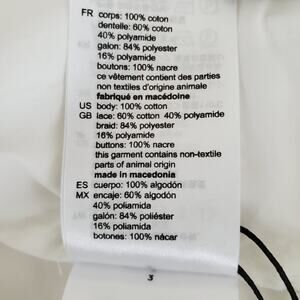 FR corps: 100% coton
dentelle: 60% coton
40% polyamide
galon: 84% polyester
16% polyamide
boutons: 100% nacre
ce vêtement contient des parties
non textiles d'origine animale
fabriqué en macédoine
US body: 100% cotton
GB lace: 60% cotton 40% polyamide
braid: 84% polyester
16% polyamide
buttons: 100% nacre
this garment contains non-textile
parts of animal origin
made in macedonia
ES cuerpo: 100% algodón
MX encaje: 60% algodón
40% poliamida
galón: 84% poliéster
16% poliamida
botones: 100% nácar
3